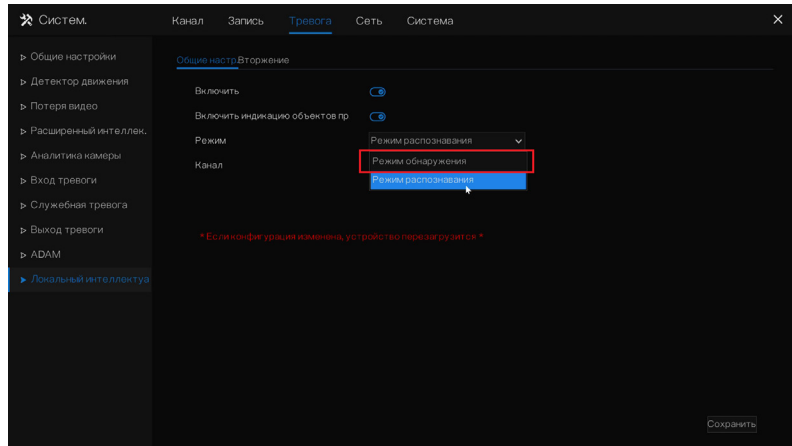 Систем.
Канал Запись Тревога Сеть Система
Общие настройки
Детектор движения
Потеря видео
Расширенный интеллек.
Аналитика камеры
Вход тревоги
Служебная тревога
Выход тревоги
ADAM
Локальный интеллектуа
Общие настр.Вторжение
Включить
Включить индикацию объектов пр
Режим Режим распознавания
Режим обнаружения
Канал
Режим распознавания
* Если конфигурация изменена, устройство перезагрузится *
Сохранить